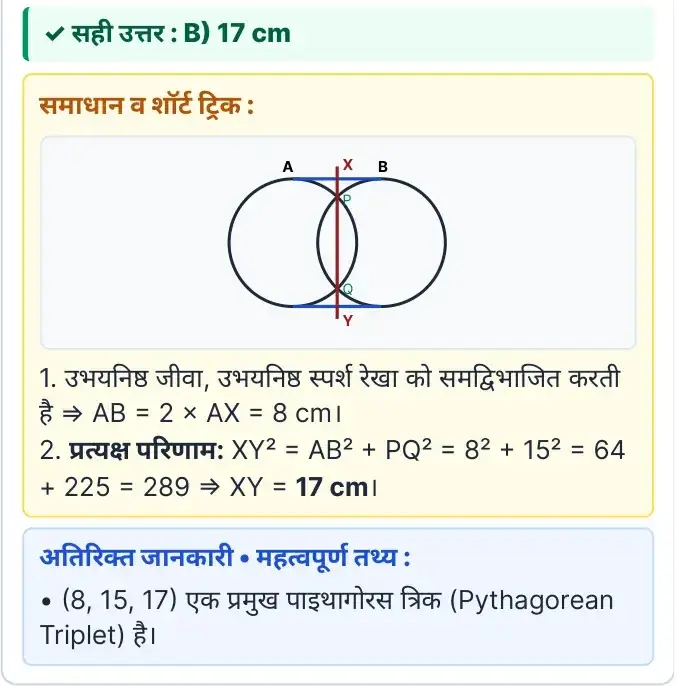 ✓ सही उत्तर : B) 17 cm
समाधान व शॉर्ट ट्रिक :
A X B
P
Q
Y
1. उभयनिष्ठ जीवा, उभयनिष्ठ स्पर्श रेखा को समद्विभाजित करती
है ⇒ AB = 2 × AX = 8 cm।
2. प्रत्यक्ष परिणाम: XY² = AB² + PQ² = 8² + 15² = 64
+ 225 = 289 ⇒ XY = 17 cm।
अतिरिक्त जानकारी • महत्वपूर्ण तथ्य :
• (8, 15, 17) एक प्रमुख पाइथागोरस त्रिक (Pythagorean
Triplet) है।